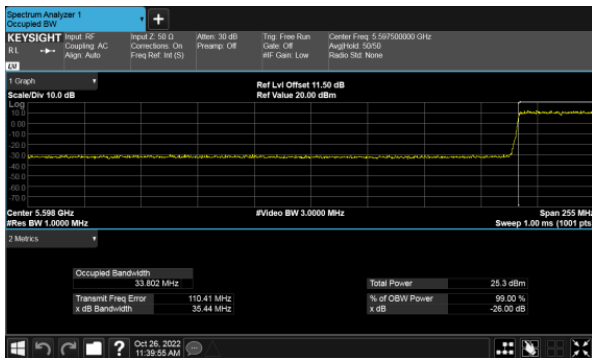 Spectrum Analyzer 1
Occupied BW
KEYSIGHT
RL
Input: RF
Coupling: AC
Align: Auto
Input Z: 50 Ω
Corrections: On
Freq Ref: Int (S)
Atten: 30 dB
Preamp: Off
Trig: Free Run
Gate: Off
#IF Gain: Low
Center Freq: 5.597500000 GHz
Avg|Hold: 50/50
Radio Std: None
LXI
1 Graph
Scale/Div 10.0 dB
Ref Lvl Offset 11.50 dB
Ref Value 20.00 dBm
Log
10.0
0.00
-10.0
-20.0
-30.0
-40.0
-50.0
-60.0
-70.0
Center 5.598 GHz
#Res BW 1.0000 MHz
#Video BW 3.0000 MHz
Span 255 MHz
Sweep 1.00 ms (1001 pts
2 Metrics
Occupied Bandwidth
33.802 MHz
Transmit Freq Error 110.41 MHz
x dB Bandwidth 35.44 MHz
Total Power 25.3 dBm
% of OBW Power 99.00 %
x dB -26.00 dB
Oct 26, 2022
11:39:55 AM